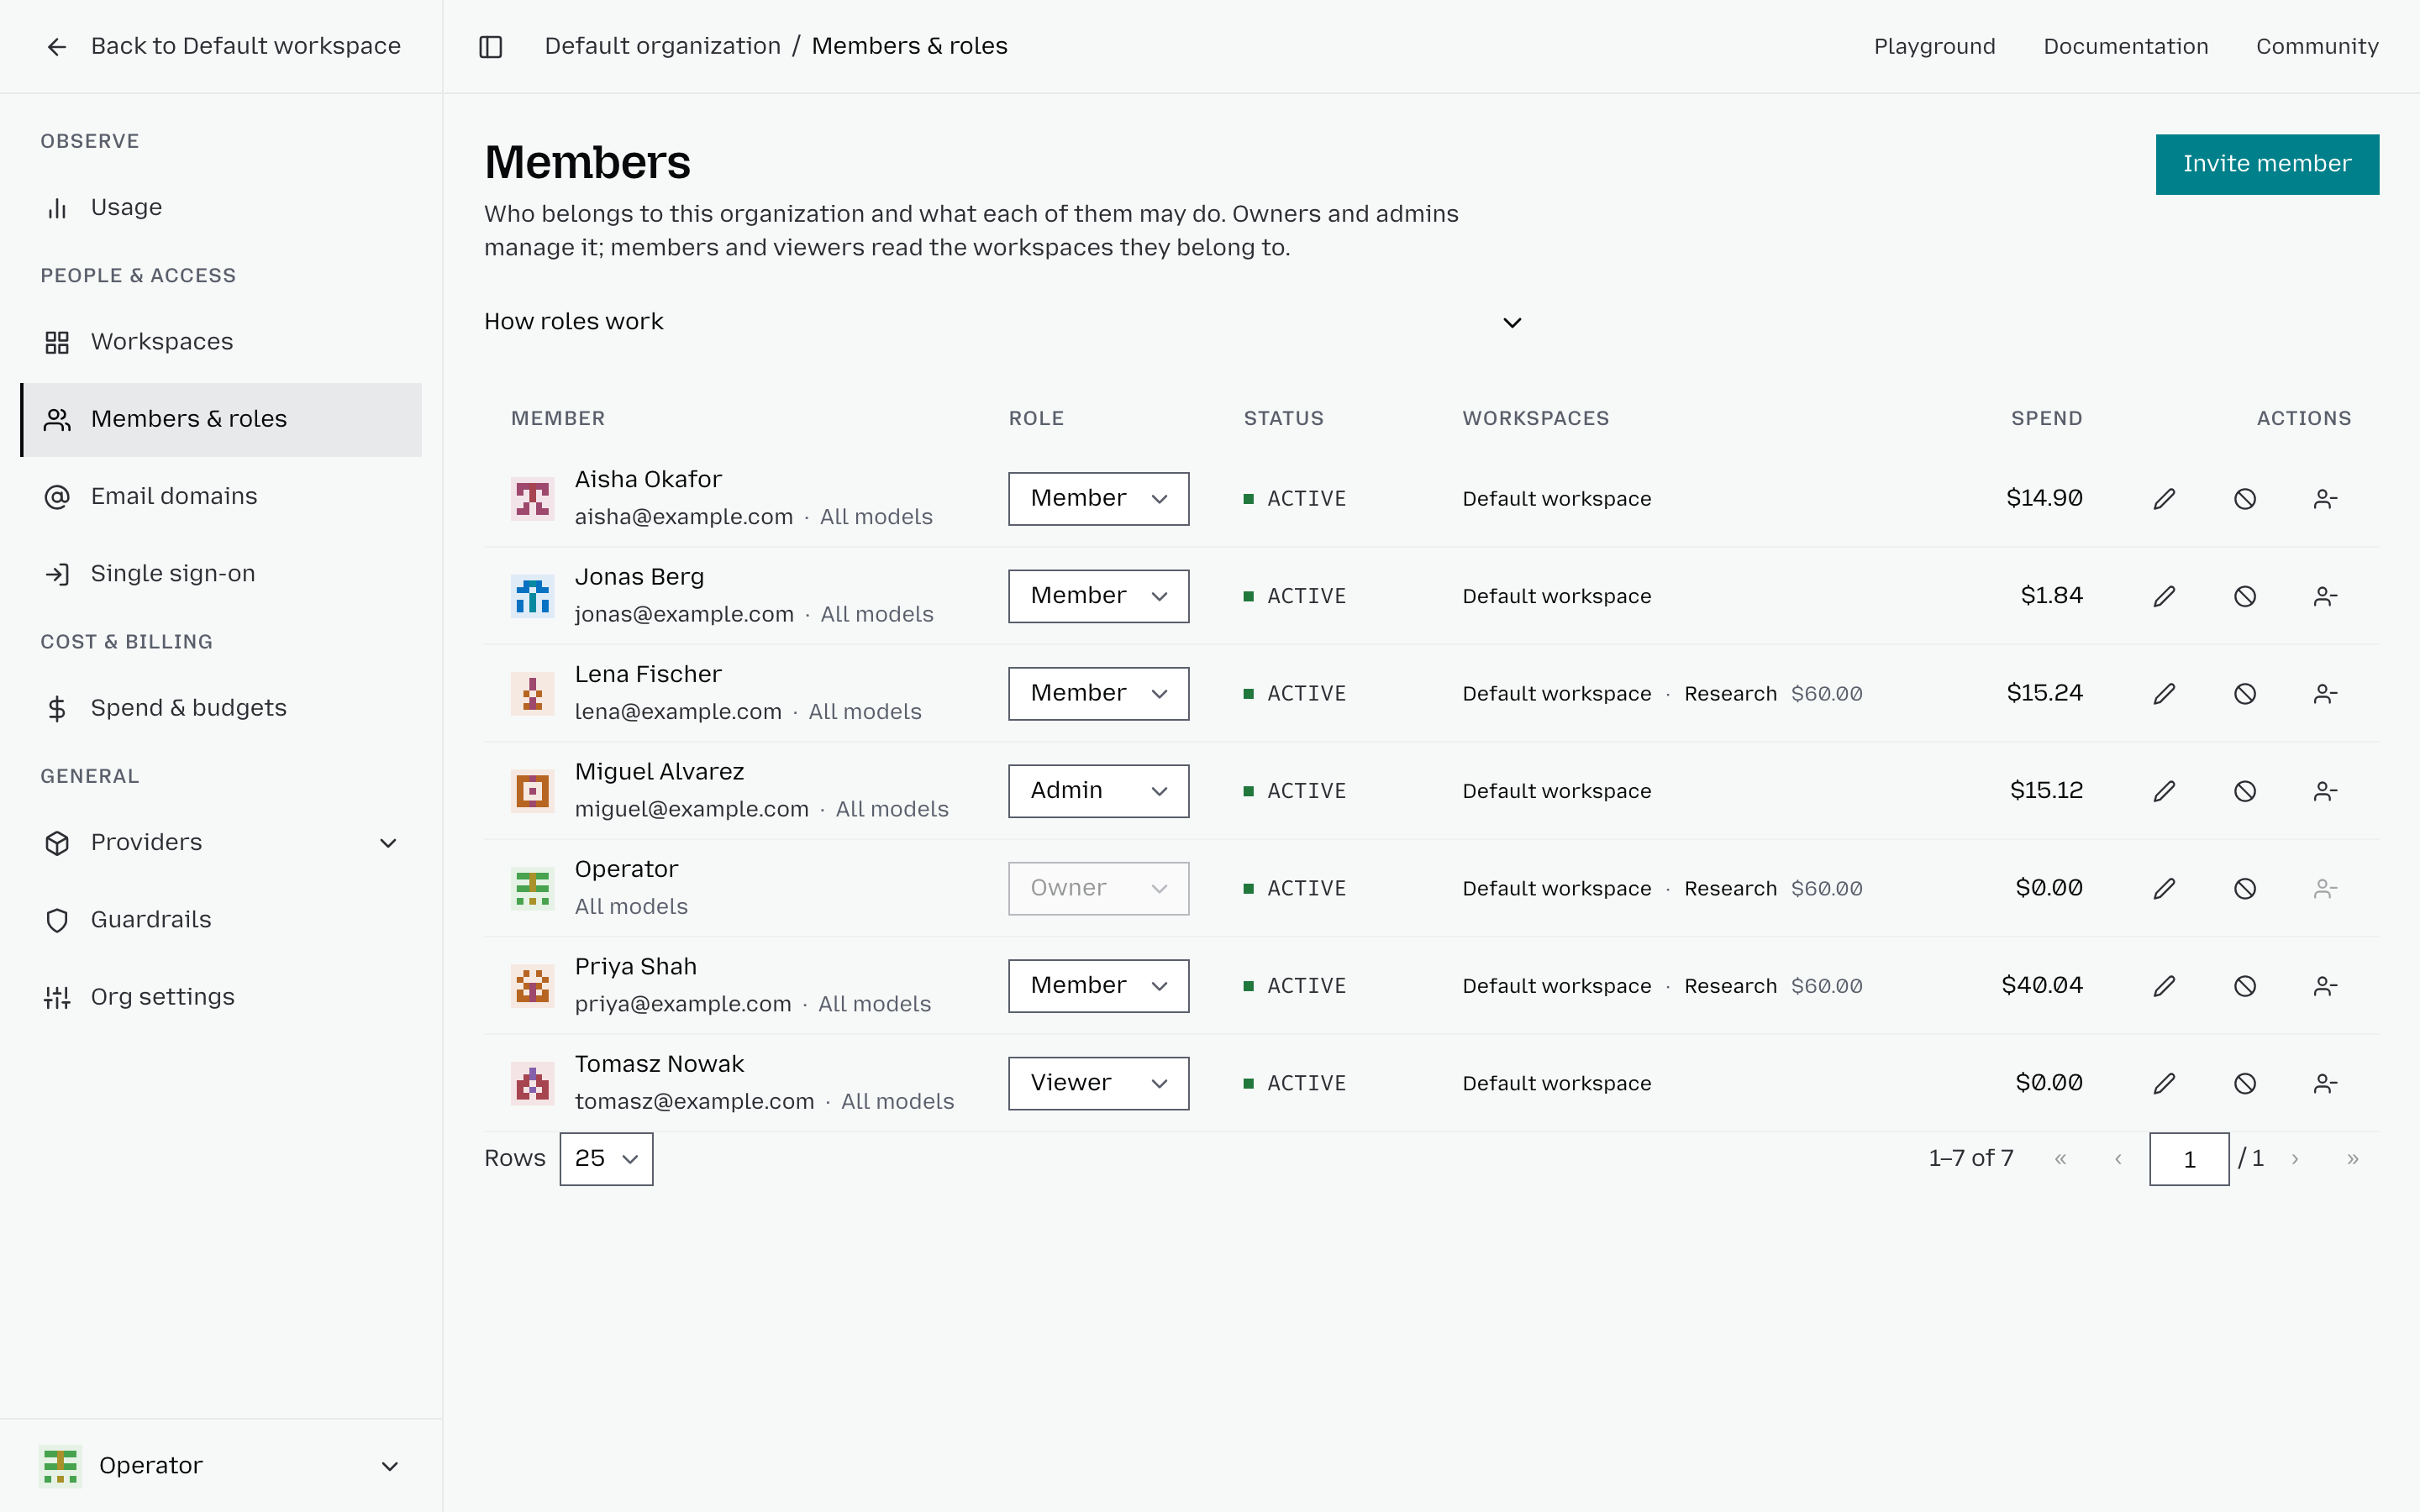 Back to Default workspace
Default organization / Members & roles
Playground
Documentation
Community
OBSERVE
Usage
PEOPLE & ACCESS
Workspaces
Members & roles
Email domains
Single sign-on
COST & BILLING
Spend & budgets
GENERAL
Providers
Guardrails
Org settings
Operator
Members
Invite member
Who belongs to this organization and what each of them may do. Owners and admins
manage it; members and viewers read the workspaces they belong to.
How roles work
MEMBER ROLE STATUS WORKSPACES SPEND ACTIONS
Aisha Okafor
aisha@example.com · All models
Member ACTIVE Default workspace $14.90
Jonas Berg
jonas@example.com · All models
Member ACTIVE Default workspace $1.84
Lena Fischer
lena@example.com · All models
Member ACTIVE Default workspace · Research $60.00 $15.24
Miguel Alvarez
miguel@example.com · All models
Admin ACTIVE Default workspace $15.12
Operator
All models
Owner ACTIVE Default workspace · Research $60.00 $0.00
Priya Shah
priya@example.com · All models
Member ACTIVE Default workspace · Research $60.00 $40.04
Tomasz Nowak
tomasz@example.com · All models
Viewer ACTIVE Default workspace $0.00
Rows 25
1–7 of 7 « ‹ 1 / 1 › »